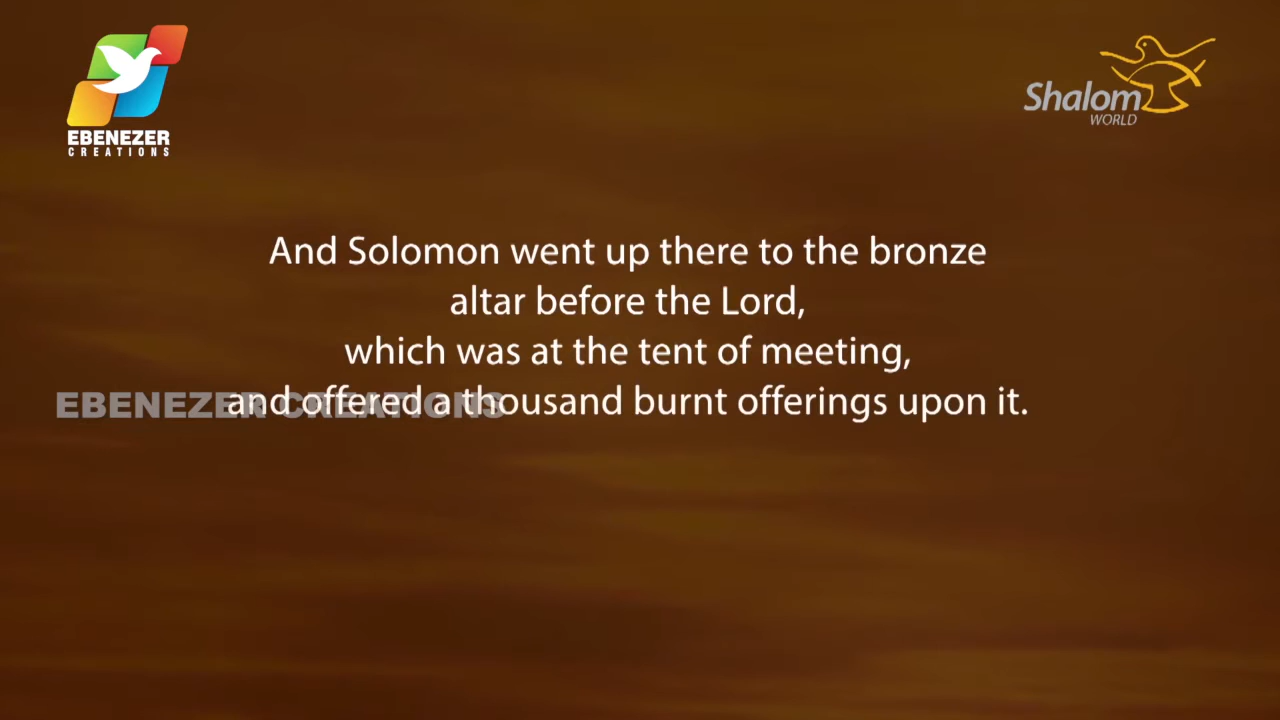 EBENEZER
CREATIONS
Shalom
WORLD
And Solomon went up there to the bronze
altar before the Lord,
which was at the tent of meeting,
and offered a thousand burnt offerings upon it.
EBENEZER CREATIONS